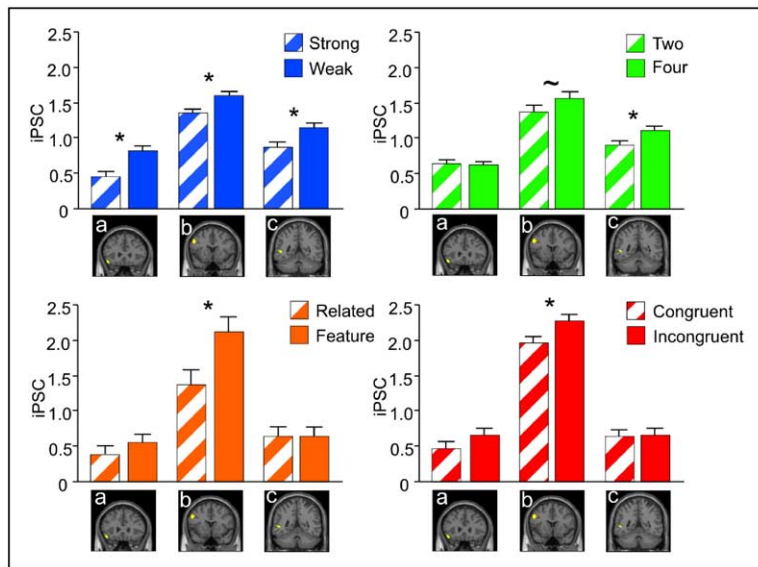 2.5
2.0
1.5
1.0
0.5
0
iPSC
Strong
Weak
*
*
*
a
b
c
2.5
2.0
1.5
1.0
0.5
0
iPSC
Two
Four
~
*
a
b
c
2.5
2.0
1.5
1.0
0.5
0
iPSC
Related
Feature
*
a
b
c
2.5
2.0
1.5
1.0
0.5
0
iPSC
Congruent
Incongruent
*
a
b
c